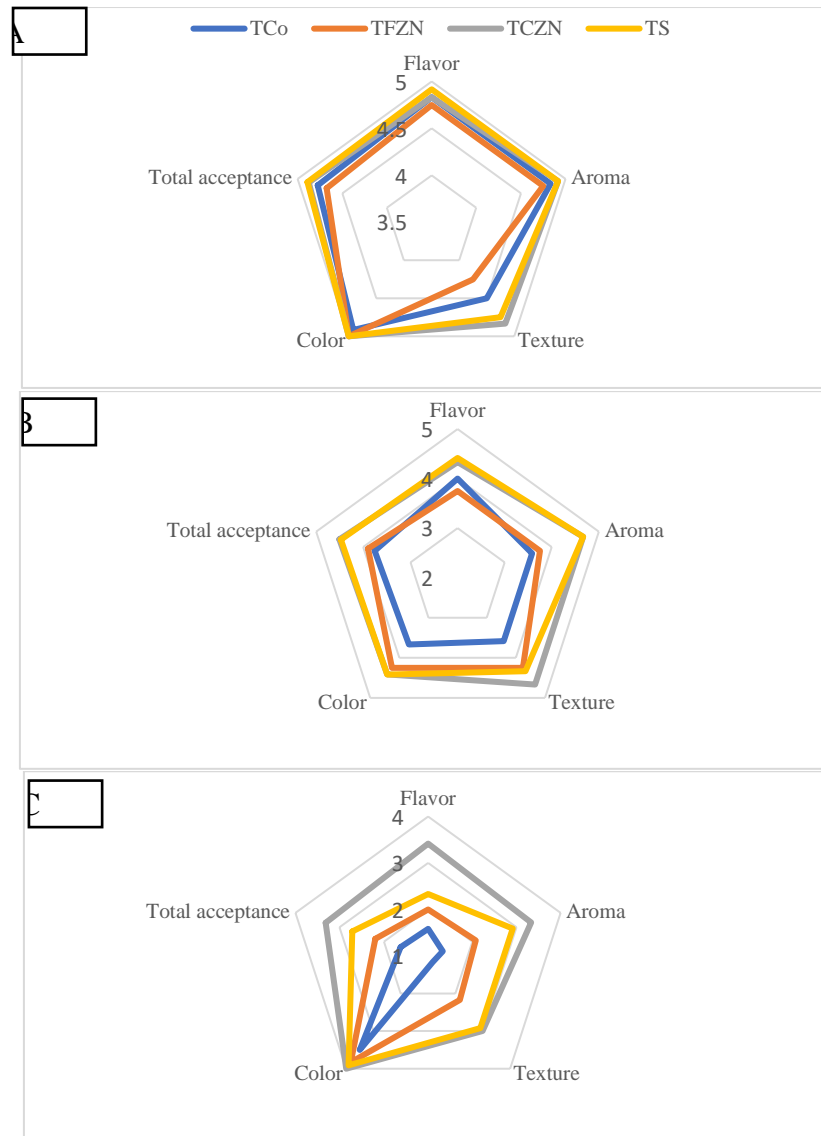 A
TCo TFZN TCZN TS
Flavor
5
4.5
Total acceptance
Aroma
4
3.5
Color
Texture
B
Flavor
5
4
Total acceptance
Aroma
3
2
Color
Texture
C
Flavor
4
3
Total acceptance
Aroma
2
1
Color
Texture